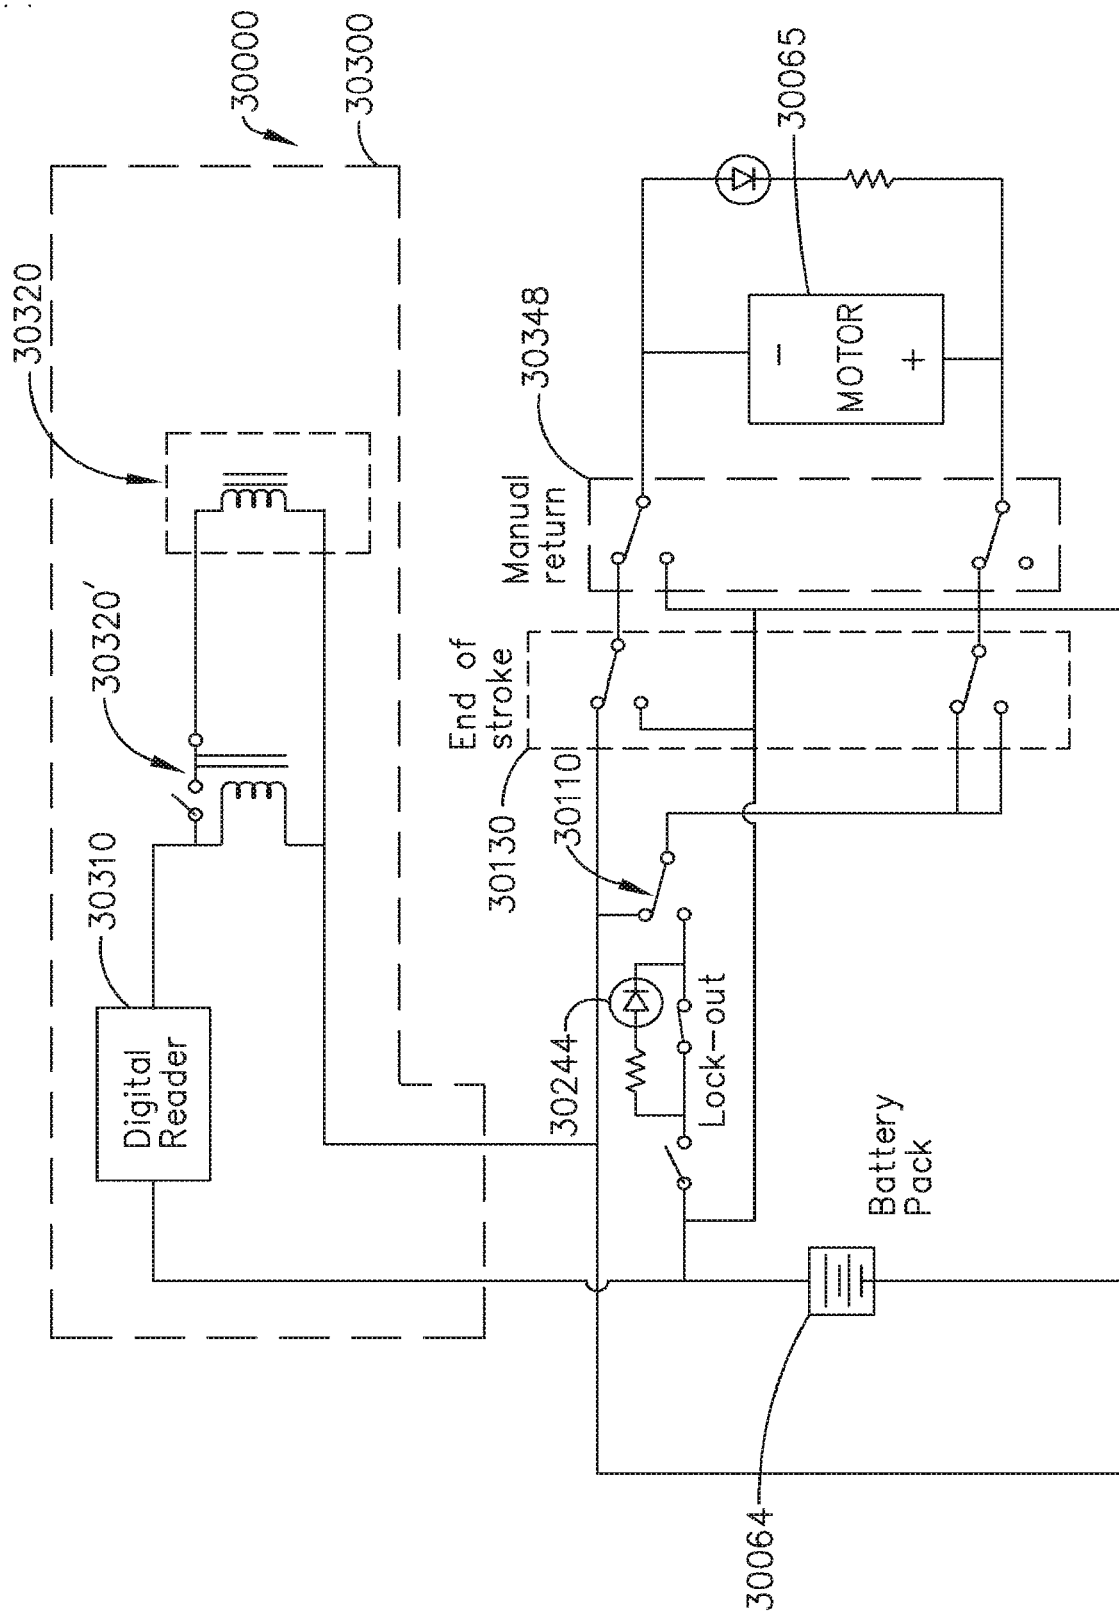 30000
30300
30320
30320'
30310
Digital
Reader
30065
30348
Manual
return
-
MOTOR
+
End of
stroke
30130
30110
30244
Lock-out
Battery
Pack
30064